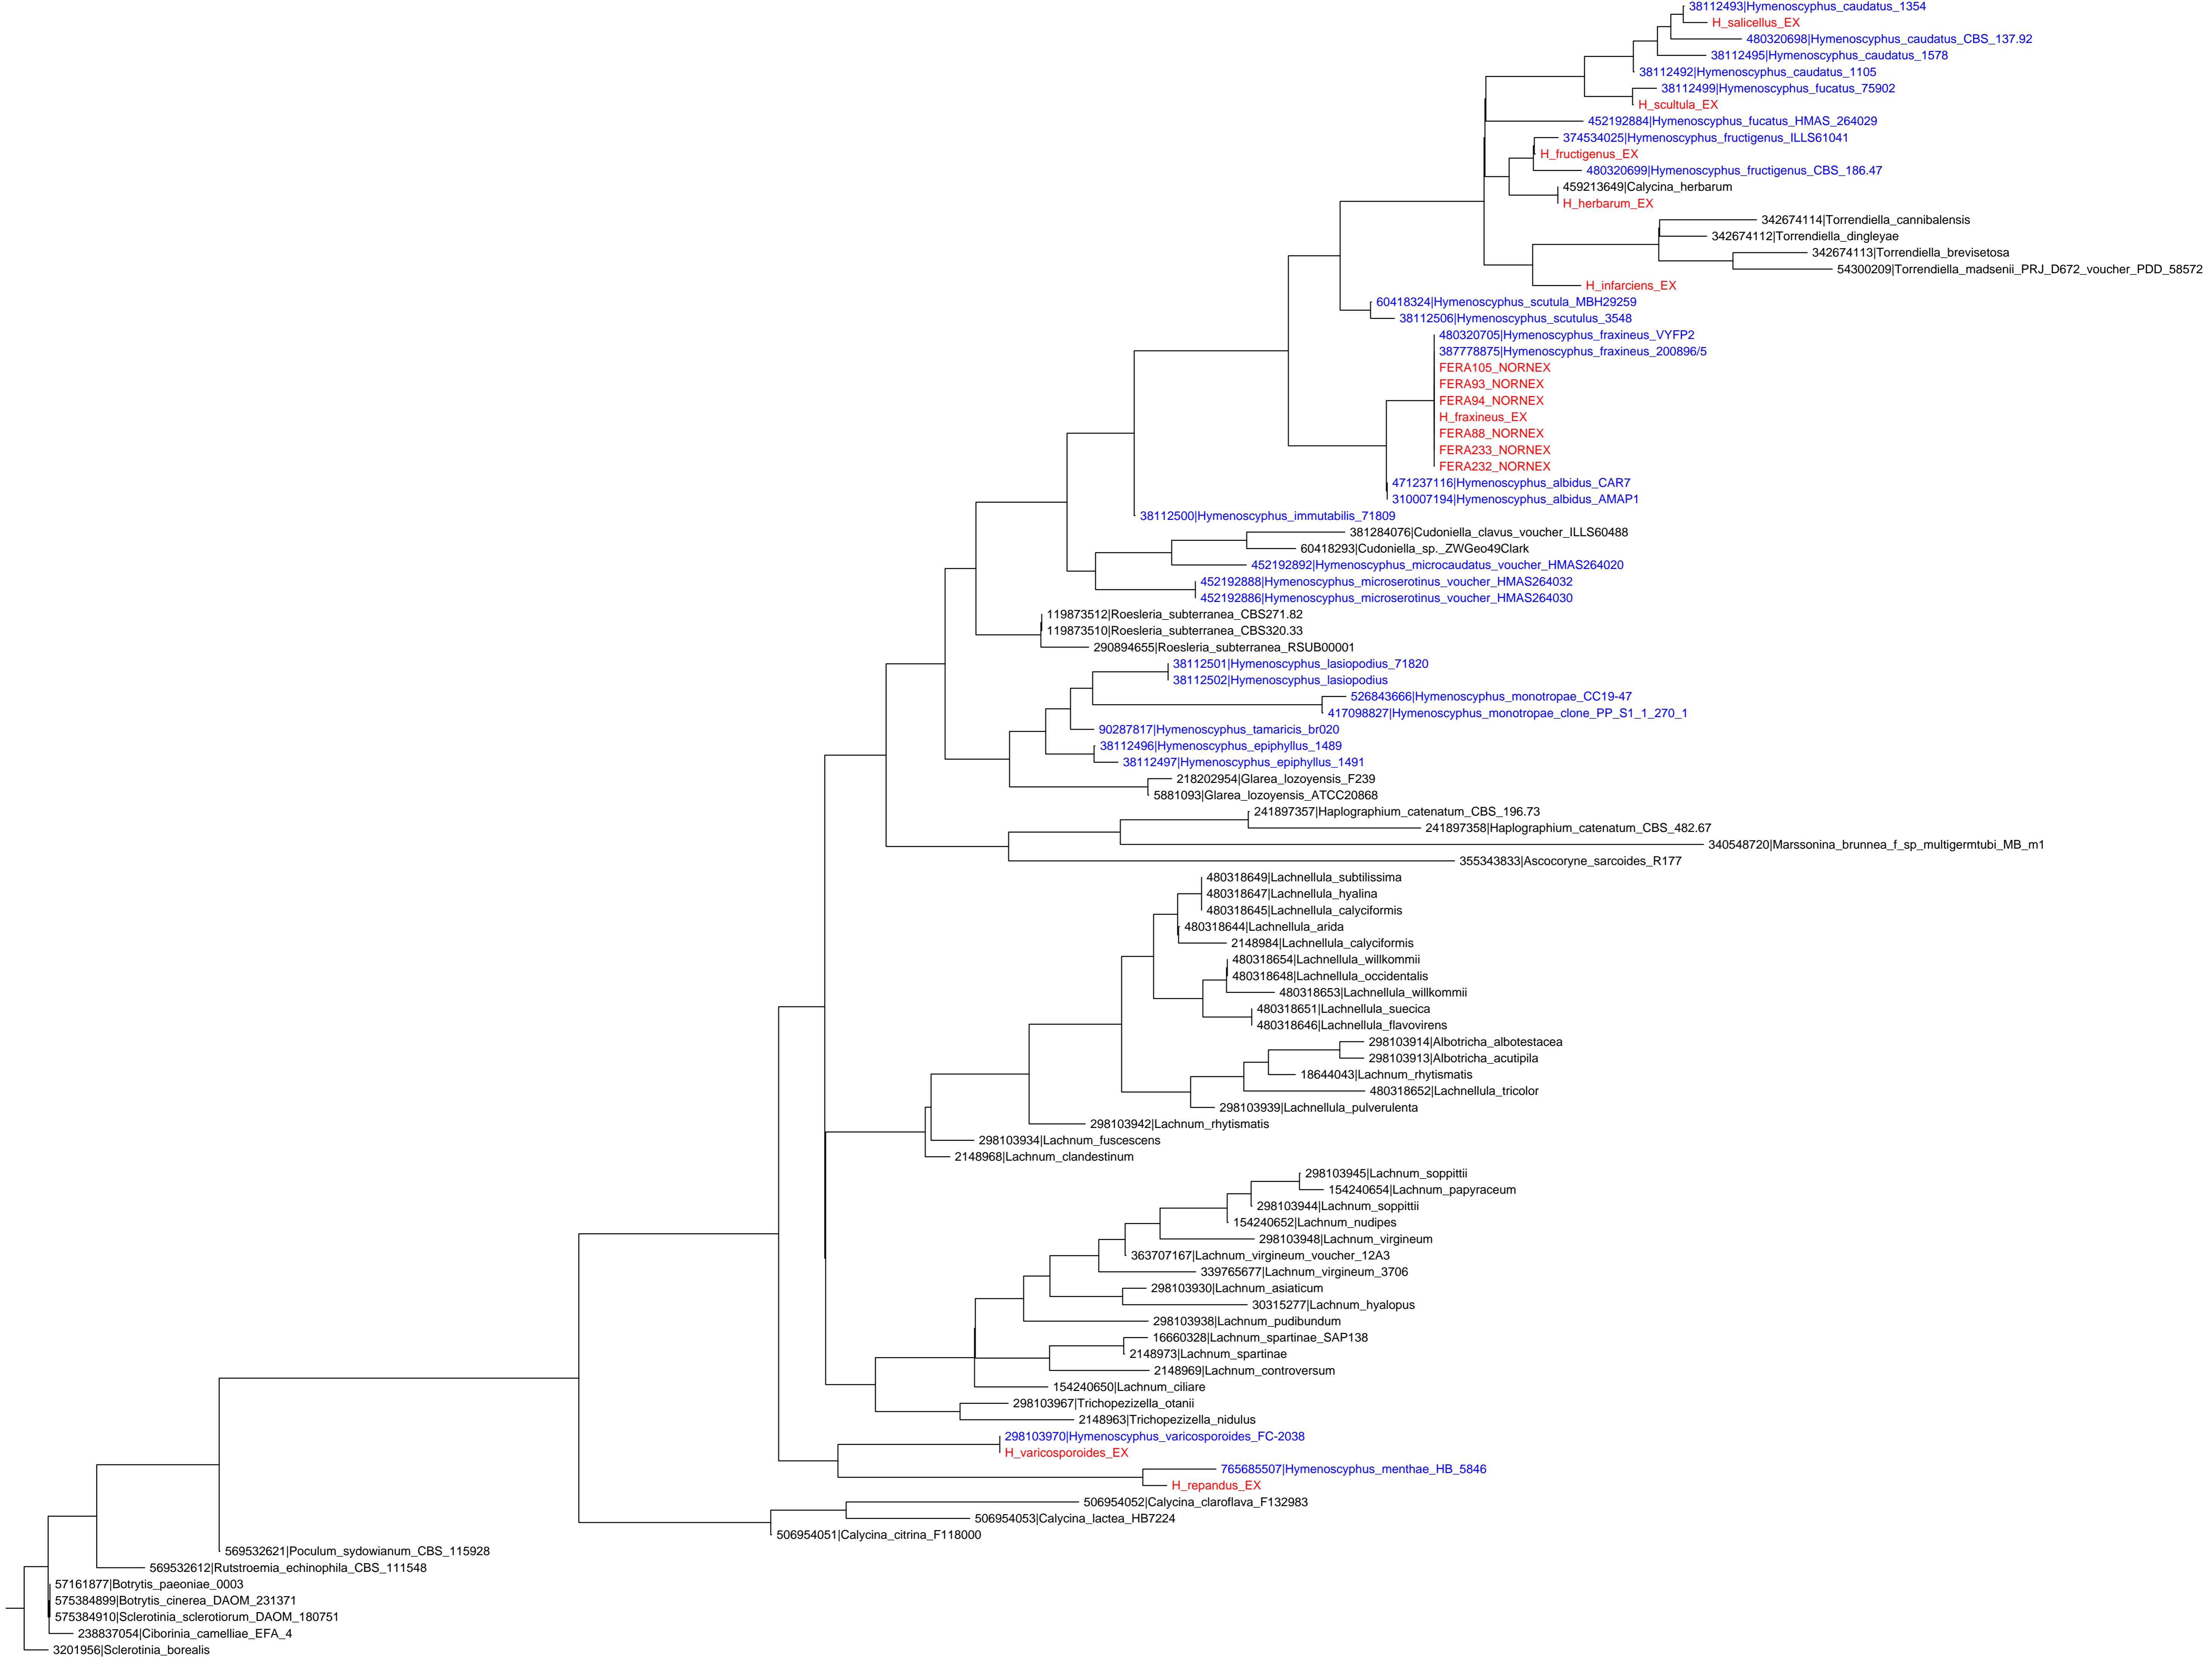 38112493|Hymenoscyphus_caudatus_1354
H_salicellus_EX
480320698|Hymenoscyphus_caudatus_CBS_137.92
38112495|Hymenoscyphus_caudatus_1578
38112492|Hymenoscyphus_caudatus_1105
38112499|Hymenoscyphus_fucatus_75902
H_scultula_EX
452192884|Hymenoscyphus_fucatus_HMAS_264029
374534025|Hymenoscyphus_fructigenus_ILLS61041
H_fructigenus_EX
480320699|Hymenoscyphus_fructigenus_CBS_186.47
459213649|Calycina_herbarum
H_herbarum_EX
342674114|Torrendiella_cannibalensis
342674112|Torrendiella_dingleyae
342674113|Torrendiella_brevisetosa
54300209|Torrendiella_madsenii_PRJ_D672_voucher_PDD_58572
H_infarciens_EX
60418324|Hymenoscyphus_scutula_MBH29259
38112506|Hymenoscyphus_scutulus_3548
480320705|Hymenoscyphus_fraxineus_VYFP2
387778875|Hymenoscyphus_fraxineus_200896/5
FERA105_NORNEX
FERA93_NORNEX
FERA94_NORNEX
H_fraxineus_EX
FERA88_NORNEX
FERA233_NORNEX
FERA232_NORNEX
471237116|Hymenoscyphus_albidus_CAR7
310007194|Hymenoscyphus_albidus_AMAP1
38112500|Hymenoscyphus_immutabilis_71809
381284076|Cudoniella_clavus_voucher_ILLS60488
60418293|Cudoniella_sp._ZWGeo49Clark
452192892|Hymenoscyphus_microcaudatus_voucher_HMAS264020
452192888|Hymenoscyphus_microserotinus_voucher_HMAS264032
452192886|Hymenoscyphus_microserotinus_voucher_HMAS264030
119873512|Roesleria_subterranea_CBS271.82
119873510|Roesleria_subterranea_CBS320.33
290894655|Roesleria_subterranea_RSUB00001
38112501|Hymenoscyphus_lasiopodius_71820
38112502|Hymenoscyphus_lasiopodius
526843666|Hymenoscyphus_monotropae_CC19-47
417098827|Hymenoscyphus_monotropae_clone_PP_S1_1_270_1
90287817|Hymenoscyphus_tamaricis_br020
38112496|Hymenoscyphus_epiphyllus_1489
38112497|Hymenoscyphus_epiphyllus_1491
218202954|Glarea_lozoyensis_F239
5881093|Glarea_lozoyensis_ATCC20868
241897357|Haplographium_catenatum_CBS_196.73
241897358|Haplographium_catenatum_CBS_482.67
340548720|Marssonina_brunnea_f_sp_multigermtubi_MB_m1
355343833|Ascocoryne_sarcoides_R177
480318649|Lachnellula_subtilissima
480318647|Lachnellula_hyalina
480318645|Lachnellula_calyciformis
480318644|Lachnellula_arida
2148984|Lachnellula_calyciformis
480318654|Lachnellula_willkommii
480318648|Lachnellula_occidentalis
480318653|Lachnellula_willkommii
480318651|Lachnellula_suecica
480318646|Lachnellula_flavovirens
298103914|Albotricha_albotestacea
298103913|Albotricha_acutipila
18644043|Lachnum_rhytismatis
480318652|Lachnellula_tricolor
298103939|Lachnellula_pulverulenta
298103942|Lachnum_rhytismatis
298103934|Lachnum_fuscescens
2148968|Lachnum_clandestinum
298103945|Lachnum_soppittii
154240654|Lachnum_papyraceum
298103944|Lachnum_soppittii
154240652|Lachnum_nudipes
298103948|Lachnum_virgineum
363707167|Lachnum_virgineum_voucher_12A3
339765677|Lachnum_virgineum_3706
298103930|Lachnum_asiaticum
30315277|Lachnum_hyalopus
298103938|Lachnum_pudibundum
16660328|Lachnum_spartinae_SAP138
2148973|Lachnum_spartinae
2148969|Lachnum_controversum
154240650|Lachnum_ciliare
298103967|Trichopezizella_otanii
2148963|Trichopezizella_nidulus
298103970|Hymenoscyphus_varicosporoides_FC-2038
H_varicosporoides_EX
765685507|Hymenoscyphus_menthae_HB_5846
H_repandus_EX
506954052|Calycina_claroflava_F132983
506954053|Calycina_lactea_HB7224
506954051|Calycina_citrina_F118000
569532621|Poculum_sydowianum_CBS_115928
569532612|Rutstroemia_echinophila_CBS_111548
57161877|Botrytis_paeoniae_0003
575384899|Botrytis_cinerea_DAOM_231371
575384910|Sclerotinia_sclerotiorum_DAOM_180751
238837054|Ciborinia_camelliae_EFA_4
3201956|Sclerotinia_borealis